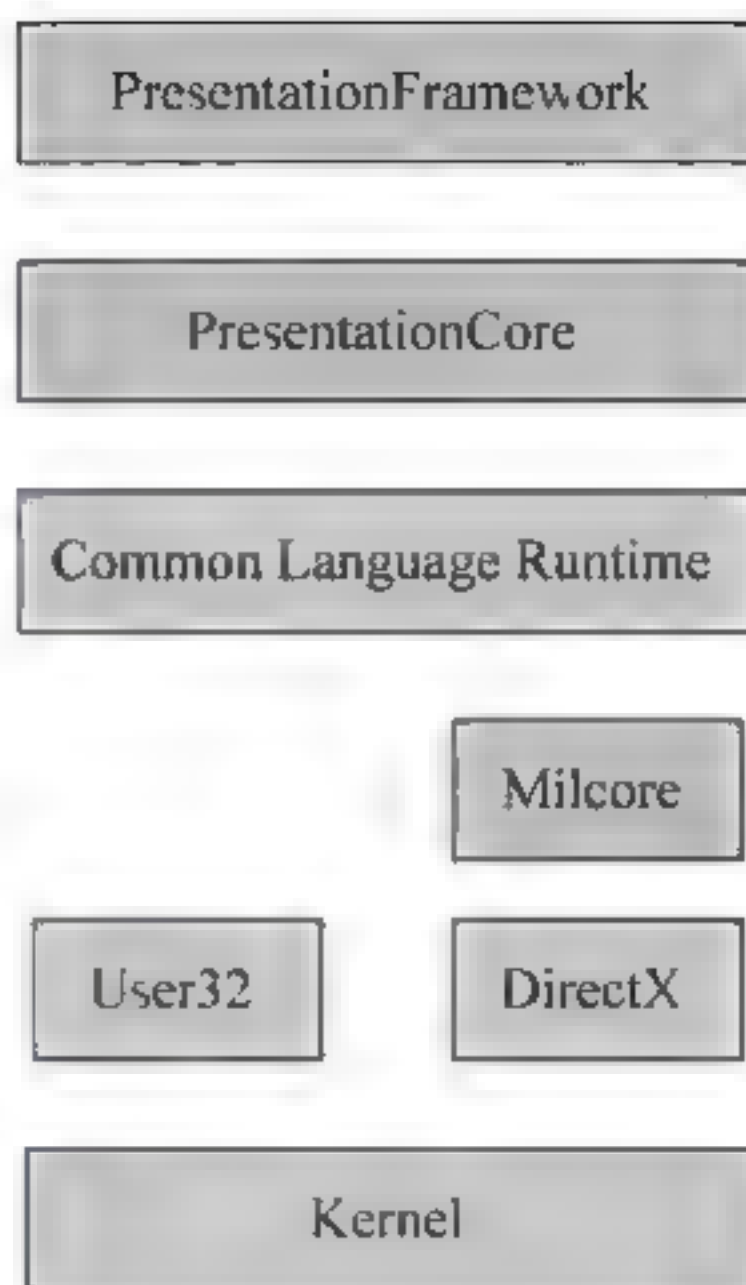 PresentationFramework
PresentationCore
Common Language Runtime
Milcore
User32
DirectX
Kernel